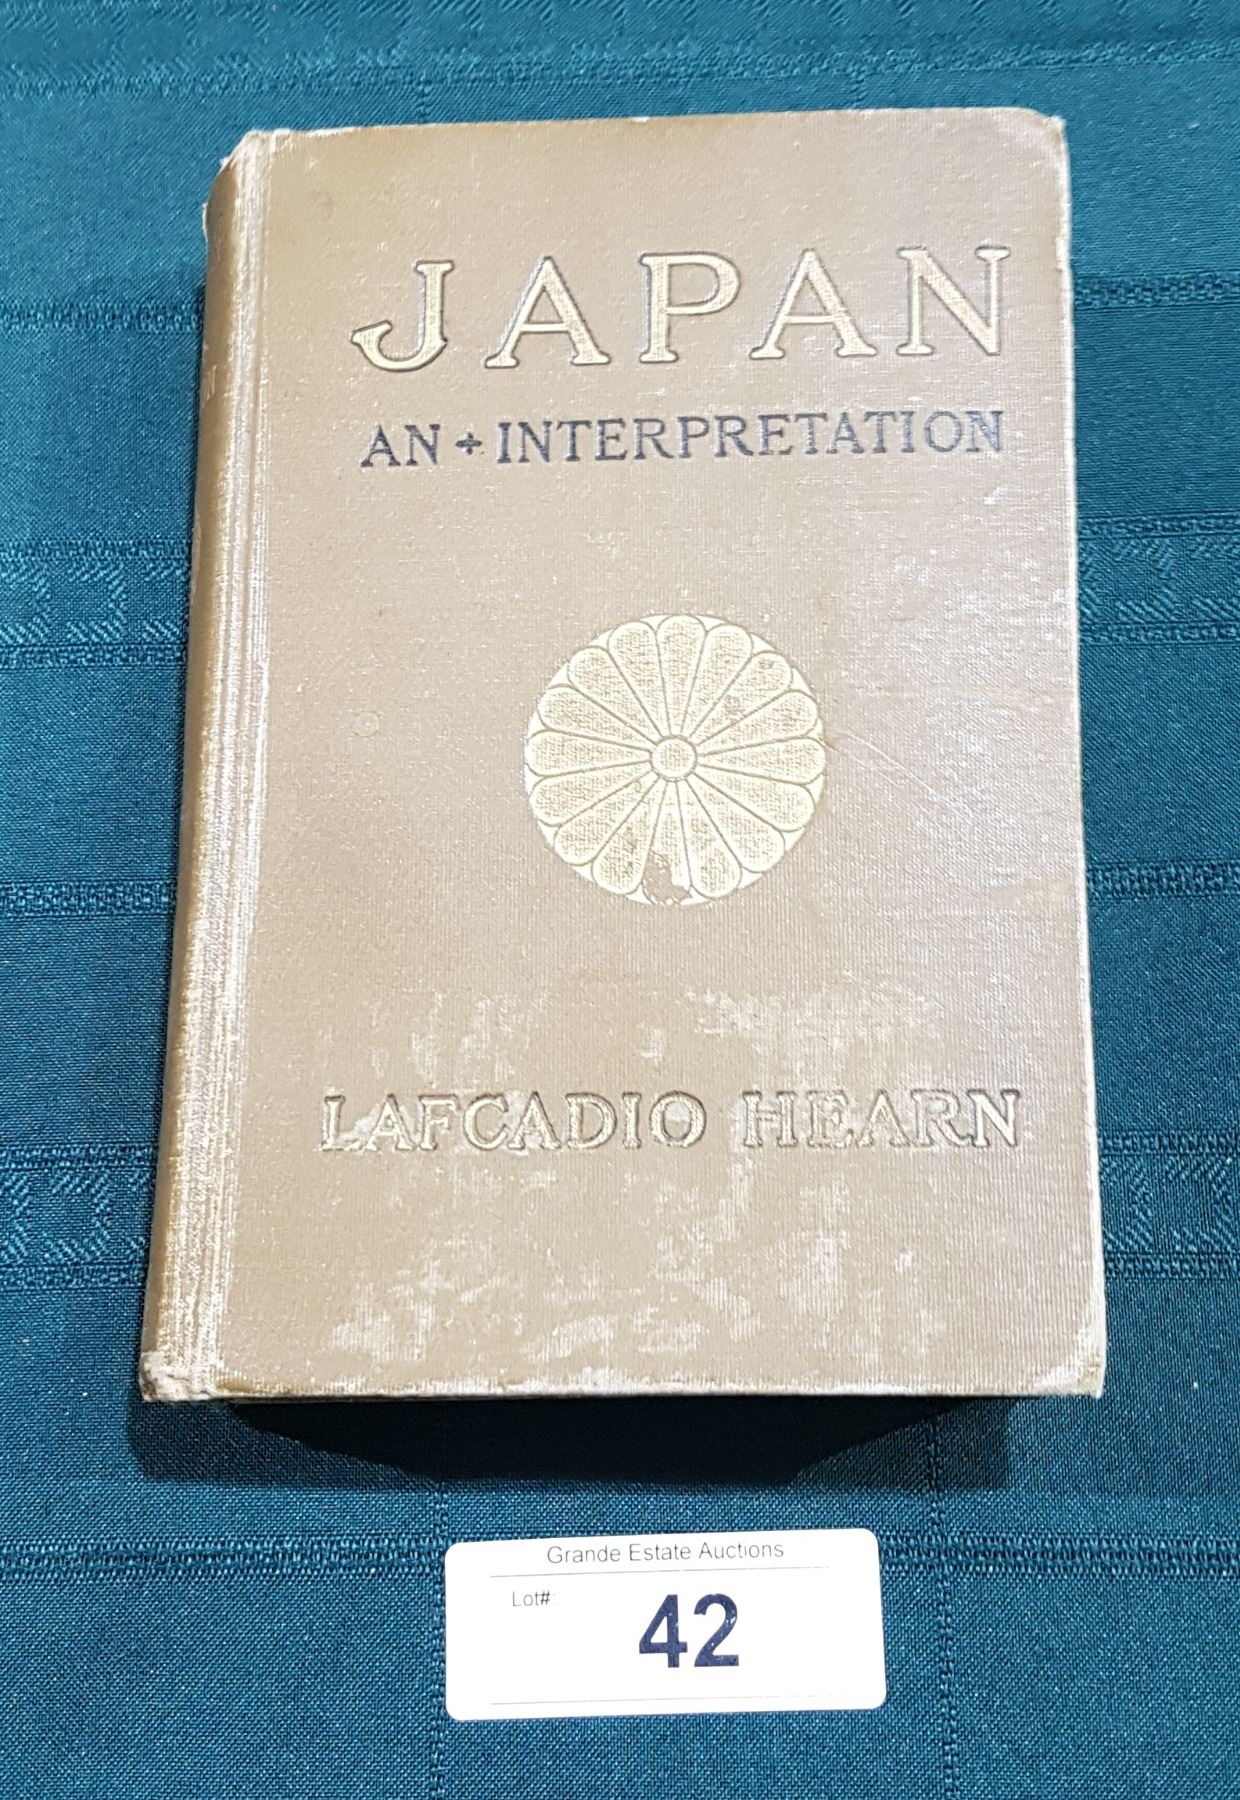 JAPAN
AN + INTERPRETATION
LAFCADIO HEARN
Grande Estate Auctions
Lot#:
42